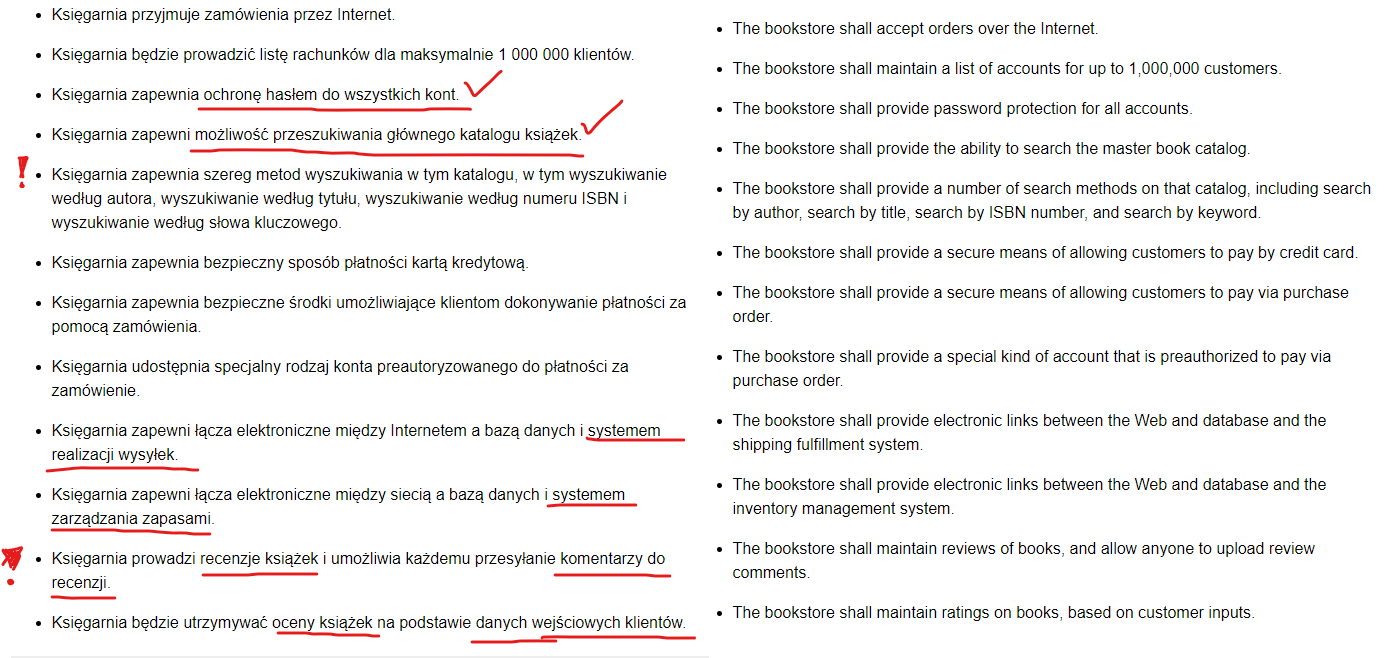 Księgarnia przyjmuje zamówienia przez Internet.
Księgarnia będzie prowadzić listę rachunków dla maksymalnie 1 000 000 klientów.
Księgarnia zapewnia ochronę hasłem do wszystkich kont.
Księgarnia zapewni możliwość przeszukiwania głównego katalogu książek.
! Księgarnia zapewnia szereg metod wyszukiwania w tym katalogu, w tym wyszukiwanie
według autora, wyszukiwanie według tytułu, wyszukiwanie według numeru ISBN i
wyszukiwanie według słowa kluczowego.
Księgarnia zapewnia bezpieczny sposób płatności kartą kredytową.
Księgarnia zapewnia bezpieczne środki umożliwiające klientom dokonywanie płatności za
pomocą zamówienia.
Księgarnia udostępnia specjalny rodzaj konta preautoryzowanego do płatności za
zamówienie.
Księgarnia zapewni łącza elektroniczne między Internetem a bazą danych i systemem
realizacji wysyłek.
Księgarnia zapewni łącza elektroniczne między siecią a bazą danych i systemem
zarządzania zapasami.
! Księgarnia prowadzi recenzje książek i umożliwia każdemu przesyłanie komentarzy do
recenzji.
Księgarnia będzie utrzymywać oceny książek na podstawie danych wejściowych klientów.
The bookstore shall accept orders over the Internet.
The bookstore shall maintain a list of accounts for up to 1,000,000 customers.
The bookstore shall provide password protection for all accounts.
The bookstore shall provide the ability to search the master book catalog.
The bookstore shall provide a number of search methods on that catalog, including search
by author, search by title, search by ISBN number, and search by keyword.
The bookstore shall provide a secure means of allowing customers to pay by credit card.
The bookstore shall provide a secure means of allowing customers to pay via purchase
order.
The bookstore shall provide a special kind of account that is preauthorized to pay via
purchase order.
The bookstore shall provide electronic links between the Web and database and the
shipping fulfillment system.
The bookstore shall provide electronic links between the Web and database and the
inventory management system.
The bookstore shall maintain reviews of books, and allow anyone to upload review
comments.
The bookstore shall maintain ratings on books, based on customer inputs.